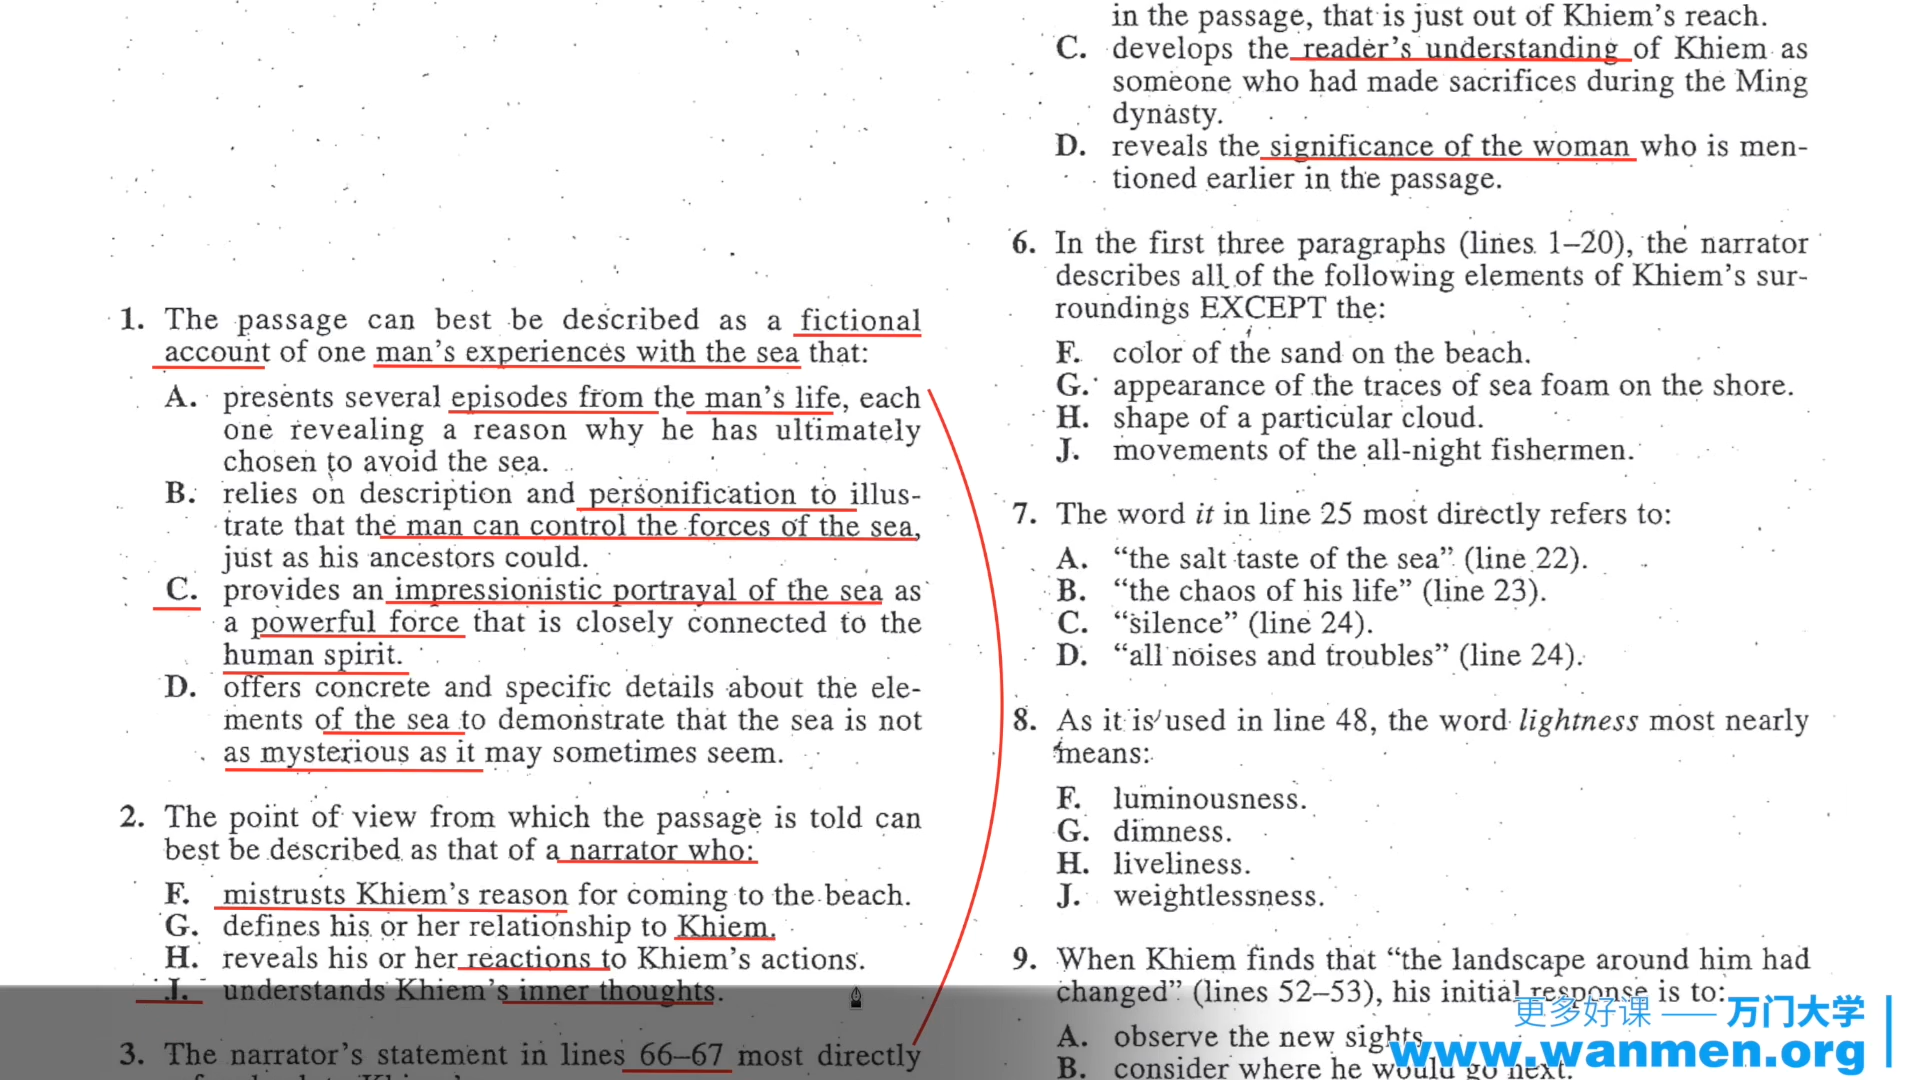 1. The passage can best be described as a fictional
account of one man's experiences with the sea that:
A. presents several episodes from the man's life, each
one revealing a reason why he has ultimately
chosen to avoid the sea.
B. relies on description and personification to illus-
trate that the man can control the forces of the sea,
just as his ancestors could.
C. provides an impressionistic portrayal of the sea as
a powerful force that is closely connected to the
human spirit.
D. offers concrete and specific details about the ele-
ments of the sea to demonstrate that the sea is not
as mysterious as it may sometimes seem.
2. The point of view from which the passage is told can
best be described as that of a narrator who:
F. mistrusts Khiem's reason for coming to the beach.
G. defines his or her relationship to Khiem.
H. reveals his or her reactions to Khiem's actions.
J. understands Khiem's inner thoughts.
3. The narrator's statement in lines 66–67 most directly
in the passage, that is just out of Khiem's reach.
C. develops the reader's understanding of Khiem as
someone who had made sacrifices during the Ming
dynasty.
D. reveals the significance of the woman who is men-
tioned earlier in the passage.
6. In the first three paragraphs (lines 1–20), the narrator
describes all of the following elements of Khiem's sur-
roundings EXCEPT the:
F. color of the sand on the beach.
G. appearance of the traces of sea foam on the shore.
H. shape of a particular cloud.
J. movements of the all-night fishermen.
7. The word it in line 25 most directly refers to:
A. “the salt taste of the sea” (line 22).
B. “the chaos of his life” (line 23).
C. “silence” (line 24).
D. “all noises and troubles” (line 24).
8. As it is used in line 48, the word lightness most nearly
means:
F. luminousness.
G. dimness.
H. liveliness.
J. weightlessness.
9. When Khiem finds that “the landscape around him had
changed” (lines 52–53), his initial response is to:
A. observe the new sights.
B. consider where he would go next.
更多好课 —— 万门大学
www.wanmen.org